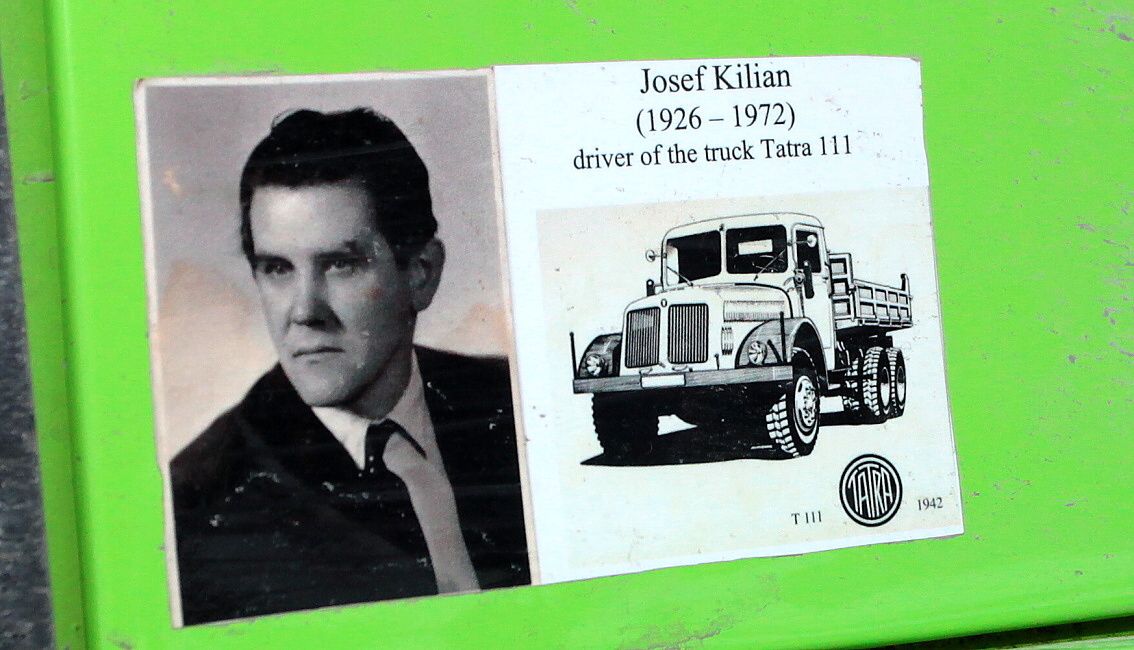 Josef Kilian
(1926 – 1972)
driver of the truck Tatra 111
TATRA
T 111
1942